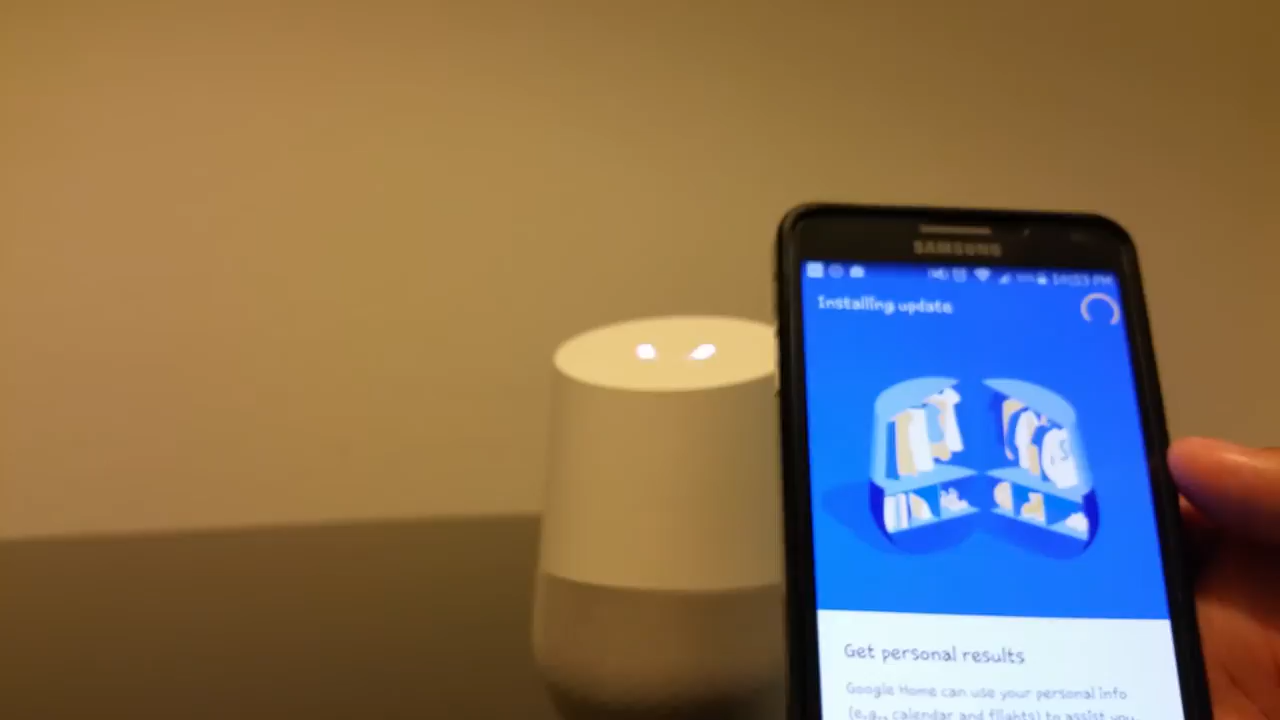 SAMSUNG
Installing update
Get personal results
Google Home can use your personal info
(e.g., calendar and flights) to assist you